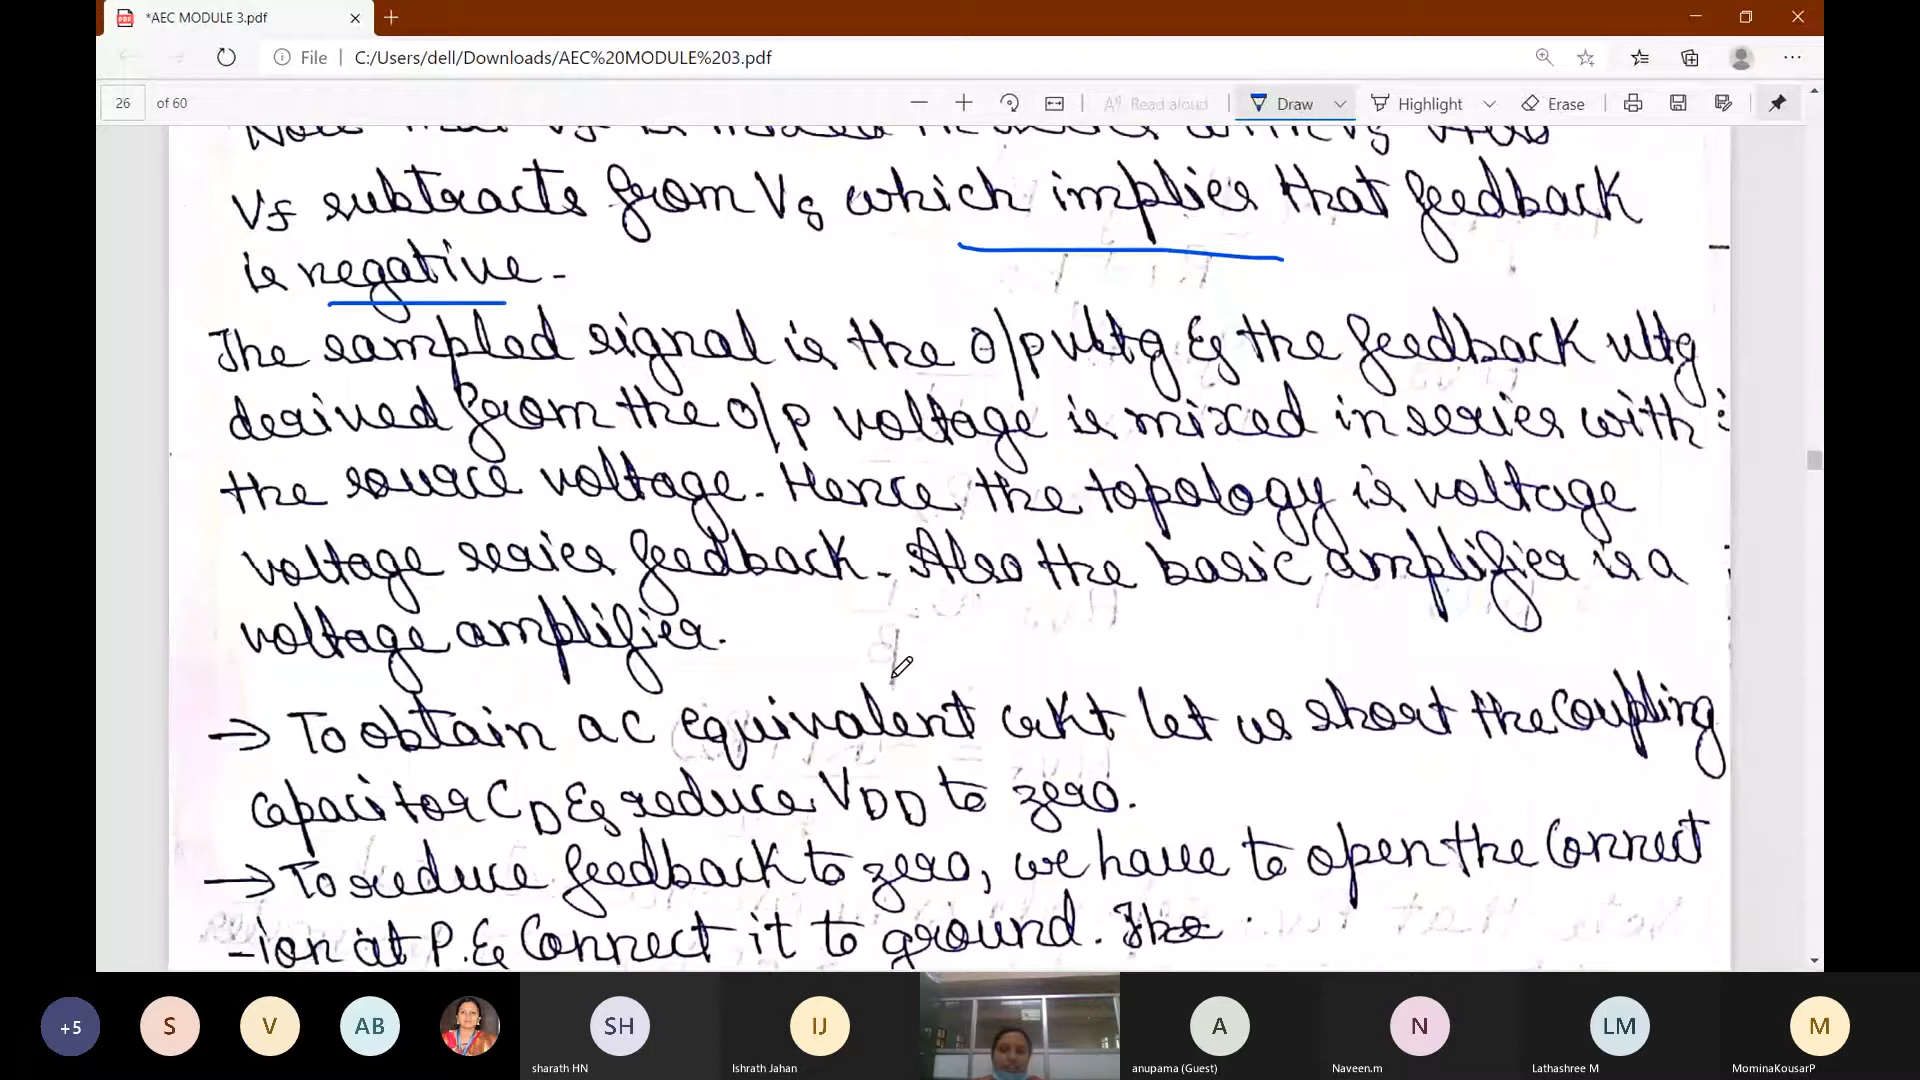 *AEC MODULE 3.pdf
File C:/Users/dell/Downloads/AEC%20MODULE%203.pdf
26 of 60 Read aloud Draw Highlight Erase
Vf subtracts from Vs which implies that feedback
is negative-
The sampled signal is the o/p vltg & the feedback vltg
derived from the o/p voltage is mixed in series with
the source voltage. Hence the topology is voltage
voltage series feedback. Also the basic amplifier is a
voltage amplifier.
→ To obtain ac equivalent ckt let us short the coupling
capacitor CD & reduce VDD to zero.
→ To reduce feedback to zero, we have to open the Connect
-ion at P. & Connect it to ground. The
+5 S V AB SH IJ A N LM M
sharath HN Ishrath Jahan anupama (Guest) Naveen.m Lathashree M MominaKousarP